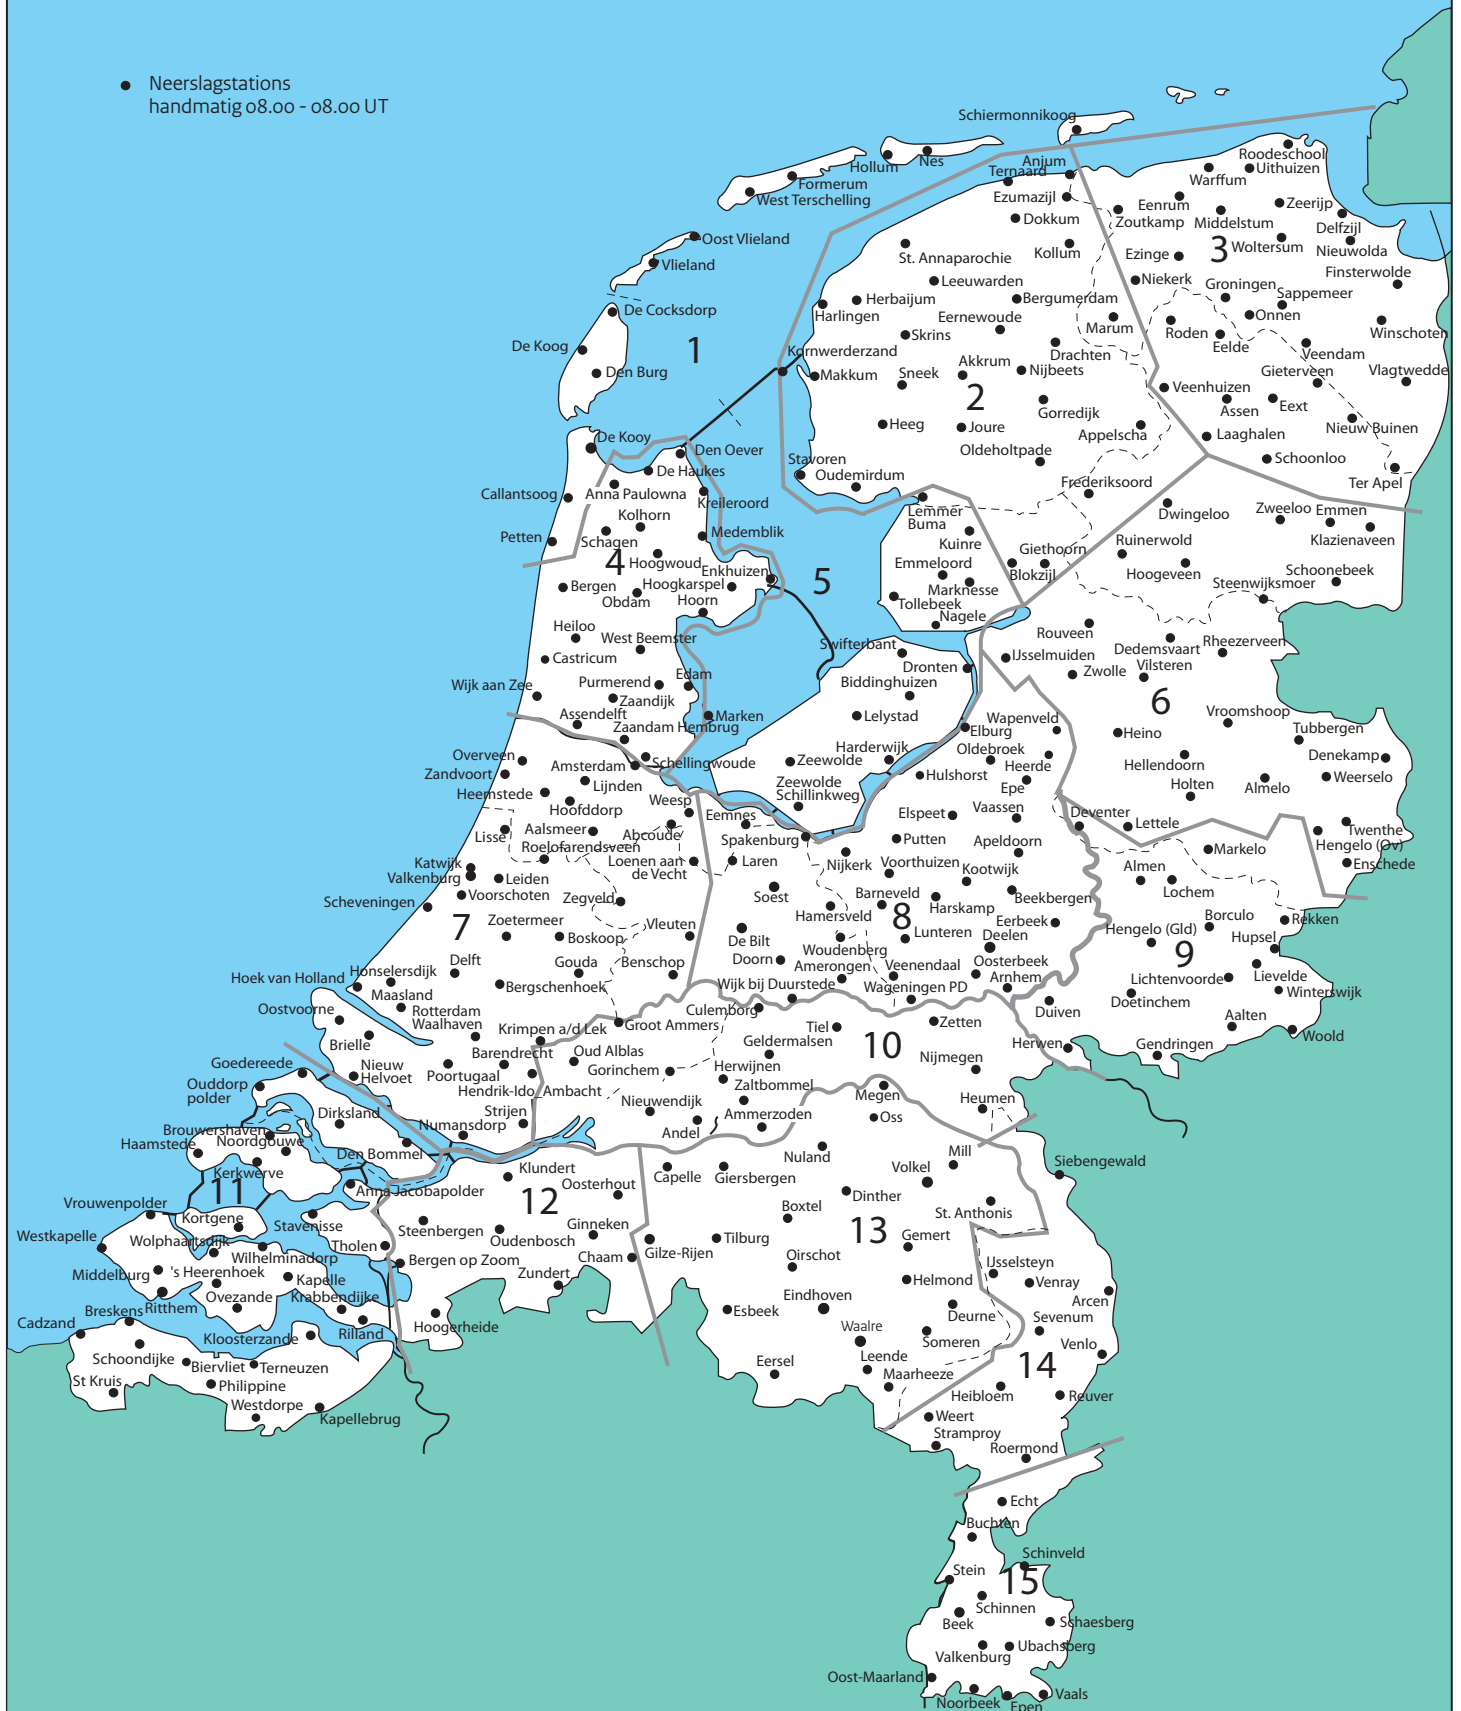 Neerslagstations
handmatig 08.00 - 08.00 UT
Schiermonnikoog
Hollum
Nes
Formerum
West Terschelling
Oost Vlieland
Vlieland
De Cocksdorp
De Koog
Den Burg
1
Anjum
Ternaard
Ezumazijl
Dokkum
Kollum
St. Annaparochie
Leeuwarden
Herbaijum
Harlingen
Bergumerdam
Eernewoude
Marum
Skrins
Drachten
Kornwerderzand
Makkum
Sneek
Akkrum
Nijbeets
2
Gorredijk
Heeg
Joure
Appelscha
Oldeholtpade
Stavoren
Oudemirdum
Frederiksoord
Roodeschool
Uithuizen
Warffum
Eenrum
Zoutkamp
Middelstum
Zeerijp
Delfzijl
3
Woltersum
Nieuwolda
Ezinge
Finsterwolde
Niekerk
Groningen
Sappemeer
Onnen
Roden
Eelde
Winschoten
Veendam
Gieterveen
Vlagtwedde
Veenhuizen
Assen
Eext
Nieuw Buinen
Laaghalen
Schoonloo
Ter Apel
De Kooy
Den Oever
De Haukes
Callantsoog
Anna Paulowna
Kreileroord
Kolhorn
Petten
Schagen
Medemblik
4
Hoogwoud
Enkhuizen
Bergen
Hoogkarspel
Obdam
Hoorn
Heiloo
West Beemster
Castricum
Edam
Wijk aan Zee
Purmerend
Zaandijk
Assendelft
Marken
Zaandam Hembrug
5
Lemmer
Buma
Kuinre
Emmeloord
Marknesse
Tollebeek
Nagele
Giethoorn
Blokzijl
Swifterbant
Dronten
Biddinghuizen
Lelystad
Harderwijk
Zeewolde
Zeewolde
Schillinkweg
Elburg
Dwingeloo
Zweeloo
Emmen
Klazienaveen
Ruinerwold
Hoogeveen
Schoonebeek
Steenwijksmoer
Rouveen
Dedemsvaart
Rheezerveen
IJsselmuiden
Zwolle
Vilsteren
6
Vroomshoop
Tubbergen
Heino
Denekamp
Hellendoorn
Weerselo
Holten
Almelo
Deventer
Lettele
Twenthe
Hengelo (Ov)
Enschede
Overveen
Zandvoort
Amsterdam
Schellingwoude
Lijnden
Heemstede
Hoofddorp
Weesp
Lisse
Aalsmeer
Abcoude
Roelofarendsveen
Loenen aan
de Vecht
Katwijk
Valkenburg
Leiden
Voorschoten
Zegveld
Scheveningen
7
Zoetermeer
Boskoop
Vleuten
Delft
Gouda
Benschop
Hoek van Holland
Honselersdijk
Bergschenhoek
Maasland
Oostvoorne
Rotterdam
Waalhaven
Krimpen a/d Lek
Brielle
Barendrecht
Nieuw
Helvoet
Poortugaal
Hendrik-Ido_Ambacht
Strijen
Numansdorp
Wapenveld
Oldebroek
Heerde
Hulshorst
Epe
Eemnes
Elspeet
Vaassen
Spakenburg
Putten
Apeldoorn
Laren
Nijkerk
Voorthuizen
Kootwijk
Soest
Barneveld
Beekbergen
Hamersveld
8
Harskamp
Eerbeek
De Bilt
Woudenberg
Lunteren
Deelen
Doorn
Amerongen
Veenendaal
Oosterbeek
Arnhem
Wijk bij Duurstede
Wageningen PD
Markelo
Almen
Lochem
Borculo
Rekken
Hengelo (Gld)
Hupsel
9
Lichtenvoorde
Lievelde
Winterswijk
Doetinchem
Duiven
Aalten
Woold
Herwen
Gendringen
Culemborg
Groot Ammers
Tiel
Zetten
Geldermalsen
10
Oud Alblas
Gorinchem
Herwijnen
Nijmegen
Zaltbommel
Nieuwendijk
Ammerzoden
Andel
Heumen
Goedereede
Ouddorp
polder
Dirksland
Brouwershaven
Haamstede
Noordgouwe
Den Bommel
Kerkwerve
11
Anna Jacobapolder
Vrouwenpolder
Kortgene
Stavenisse
Westkapelle
Wolphaartsdijk
Tholen
Wilhelminadorp
Middelburg
's Heerenhoek
Kapelle
Ovezande
Krabbendijke
Breskens
Ritthem
Cadzand
Kloosterzande
Rilland
Schoondijke
Biervliet
Terneuzen
St Kruis
Philippine
Westdorpe
Kapellebrug
Klundert
Oosterhout
12
Steenbergen
Oudenbosch
Ginneken
Bergen op Zoom
Chaam
Zundert
Hoogerheide
Megen
Oss
Nuland
Mill
Volkel
Capelle
Giersbergen
Dinther
Boxtel
St. Anthonis
13
Tilburg
Gemert
Gilze-Rijen
Oirschot
Helmond
Eindhoven
Esbeek
Deurne
Waalre
Someren
Leende
Eersel
Maarheeze
Siebengewald
IJsselsteyn
Venray
Arcen
Sevenum
Venlo
14
Heibloem
Reuver
Weert
Stramproy
Roermond
Echt
Buchten
Schinveld
Stein
15
Schinnen
Beek
Schaesberg
Ubachsberg
Valkenburg
Oost-Maarland
Noorbeek
Epen
Vaals